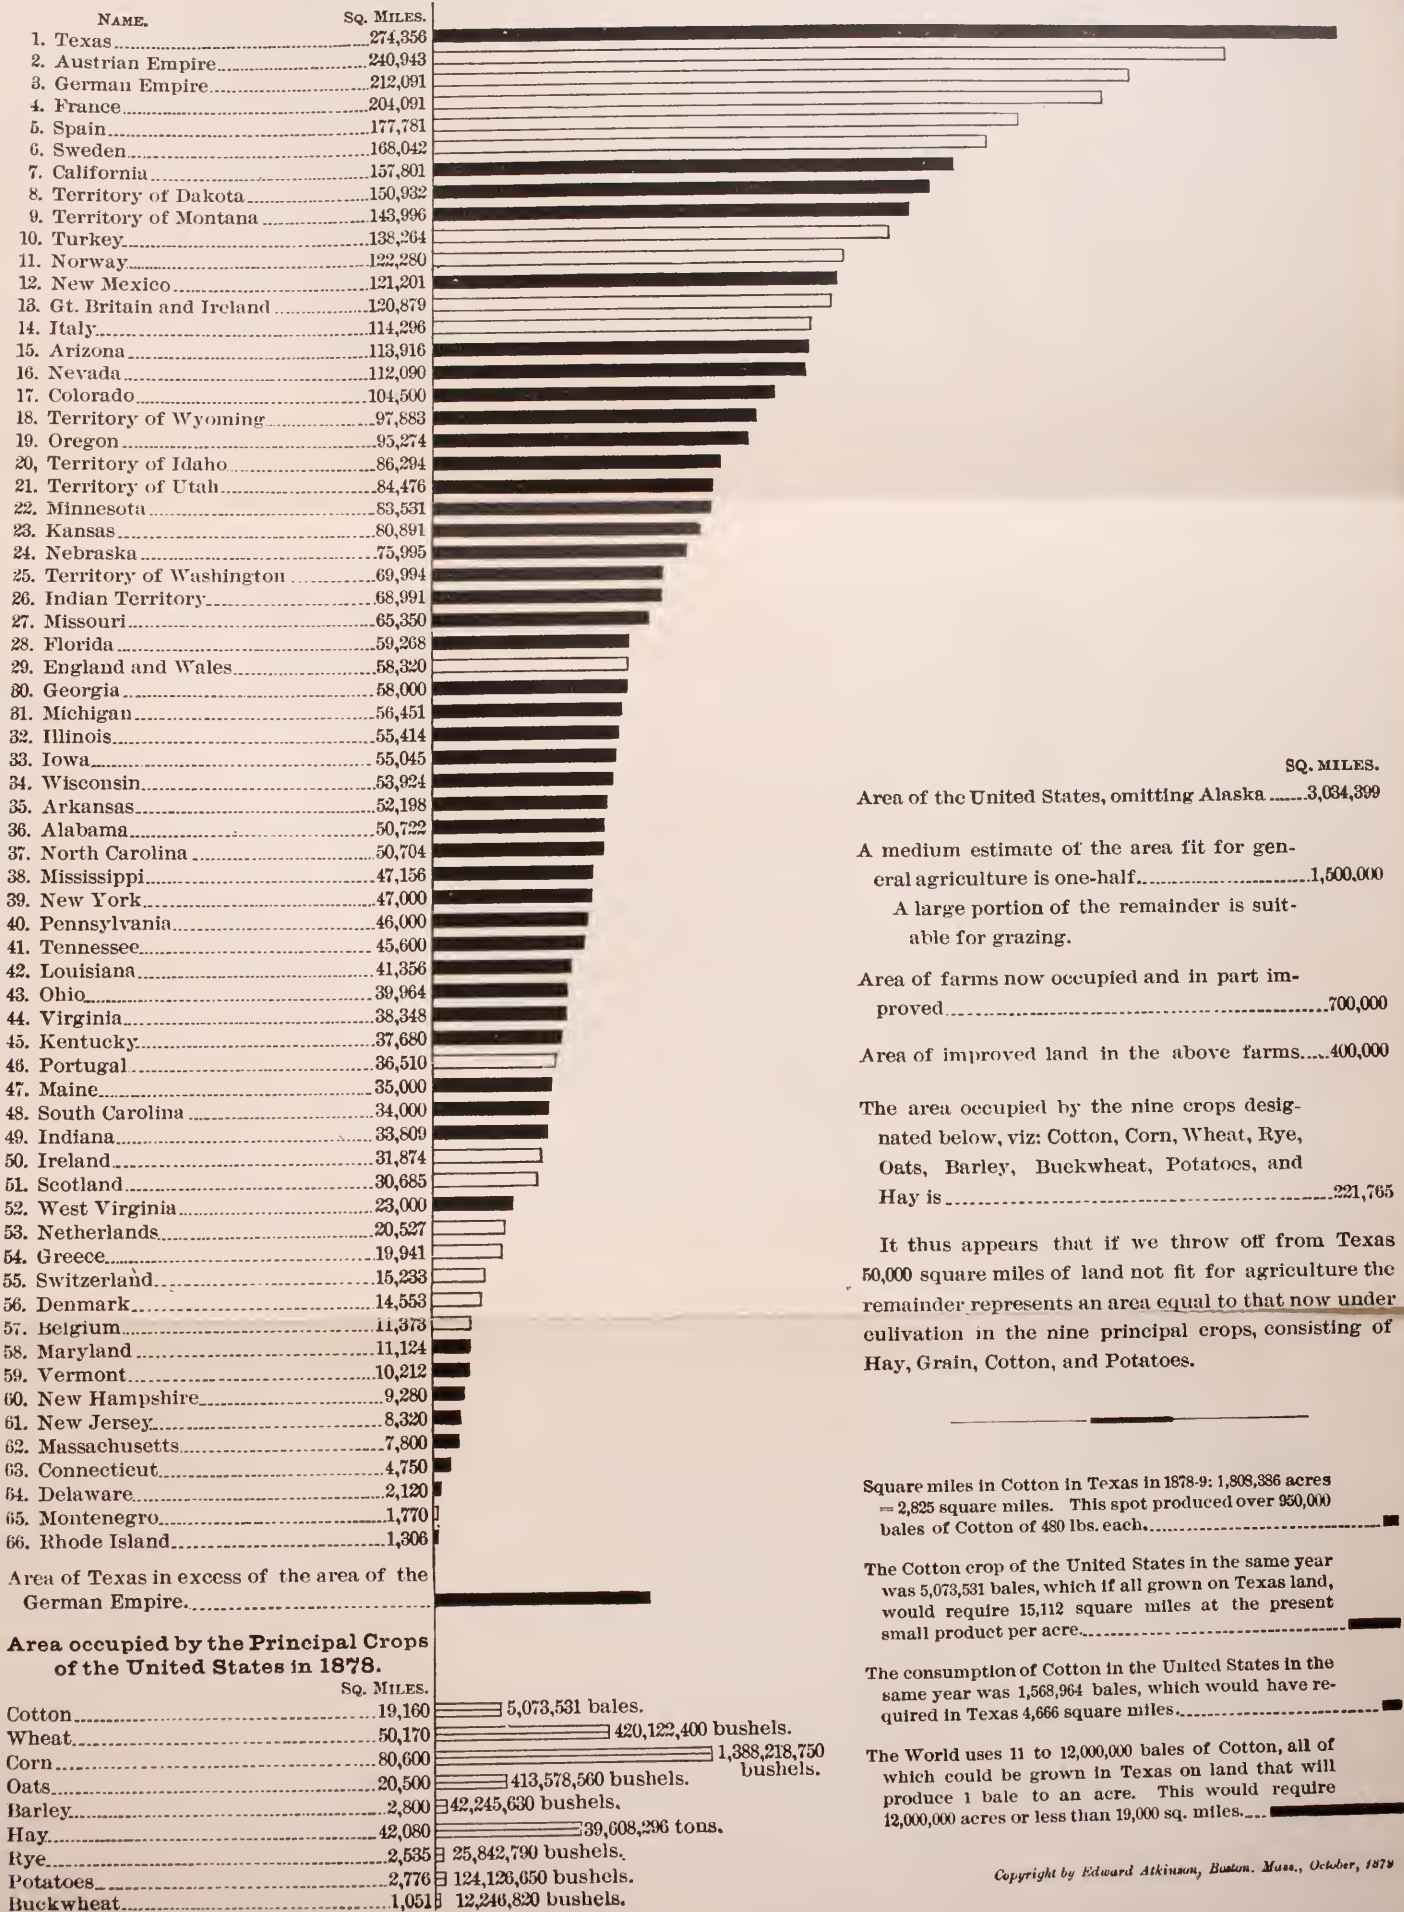 NAME. SQ. MILES.
1. Texas 274,356
2. Austrian Empire 240,943
3. German Empire 212,091
4. France 204,091
5. Spain 177,781
6. Sweden 168,042
7. California 157,801
8. Territory of Dakota 150,932
9. Territory of Montana 143,996
10. Turkey 138,264
11. Norway 122,280
12. New Mexico 121,201
13. Gt. Britain and Ireland 120,879
14. Italy 114,296
15. Arizona 113,916
16. Nevada 112,090
17. Colorado 104,500
18. Territory of Wyoming 97,883
19. Oregon 95,274
20, Territory of Idaho 86,294
21. Territory of Utah 84,476
22. Minnesota 83,531
23. Kansas 80,891
24. Nebraska 75,995
25. Territory of Washington 69,994
26. Indian Territory 68,991
27. Missouri 65,350
28. Florida 59,268
29. England and Wales 58,320
30. Georgia 58,000
31. Michigan 56,451
32. Illinois 55,414
33. Iowa 55,045
34. Wisconsin 53,924
35. Arkansas 52,198
36. Alabama 50,722
37. North Carolina 50,704
38. Mississippi 47,156
39. New York 47,000
40. Pennsylvania 46,000
41. Tennessee 45,600
42. Louisiana 41,356
43. Ohio 39,964
44. Virginia 38,348
45. Kentucky 37,680
46. Portugal 36,510
47. Maine 35,000
48. South Carolina 34,000
49. Indiana 33,809
50. Ireland 31,874
51. Scotland 30,685
52. West Virginia 23,000
53. Netherlands 20,527
54. Greece 19,941
55. Switzerland 15,233
56. Denmark 14,553
57. Belgium 11,373
58. Maryland 11,124
59. Vermont 10,212
60. New Hampshire 9,280
61. New Jersey 8,320
62. Massachusetts 7,800
63. Connecticut 4,750
64. Delaware 2,120
65. Montenegro 1,770
66. Rhode Island 1,306
Area of Texas in excess of the area of the
German Empire.
Area occupied by the Principal Crops
of the United States in 1878.
SQ. MILES.
Cotton 19,160 5,073,531 bales.
Wheat 50,170 420,122,400 bushels.
Corn 80,600 1,388,218,750
bushels.
Oats 20,500 413,578,560 bushels.
Barley 2,800 42,245,630 bushels.
Hay 42,080 39,608,296 tons.
Rye 2,535 25,842,790 bushels.
Potatoes 2,776 124,126,650 bushels.
Buckwheat 1,051 12,246,820 bushels.
SQ. MILES.
Area of the United States, omitting Alaska 3,034,399
A medium estimate of the area fit for gen-
eral agriculture is one-half. 1,500,000
A large portion of the remainder is suit-
able for grazing.
Area of farms now occupied and in part im-
proved 700,000
Area of improved land in the above farms 400,000
The area occupied by the nine crops desig-
nated below, viz: Cotton, Corn, Wheat, Rye,
Oats, Barley, Buckwheat, Potatoes, and
Hay is 221,765
It thus appears that if we throw off from Texas
50,000 square miles of land not fit for agriculture the
remainder represents an area equal to that now under
culivation in the nine principal crops, consisting of
Hay, Grain, Cotton, and Potatoes.
Square miles in Cotton in Texas in 1878-9: 1,808,386 acres
= 2,825 square miles. This spot produced over 950,000
bales of Cotton of 480 lbs. each.
The Cotton crop of the United States in the same year
was 5,073,531 bales, which if all grown on Texas land,
would require 15,112 square miles at the present
small product per acre.
The consumption of Cotton in the United States in the
same year was 1,568,964 bales, which would have re-
quired in Texas 4,666 square miles.
The World uses 11 to 12,000,000 bales of Cotton, all of
which could be grown in Texas on land that will
produce 1 bale to an acre. This would require
12,000,000 acres or less than 19,000 sq. miles.
Copyright by Edward Atkinson, Boston. Mass., October, 1879